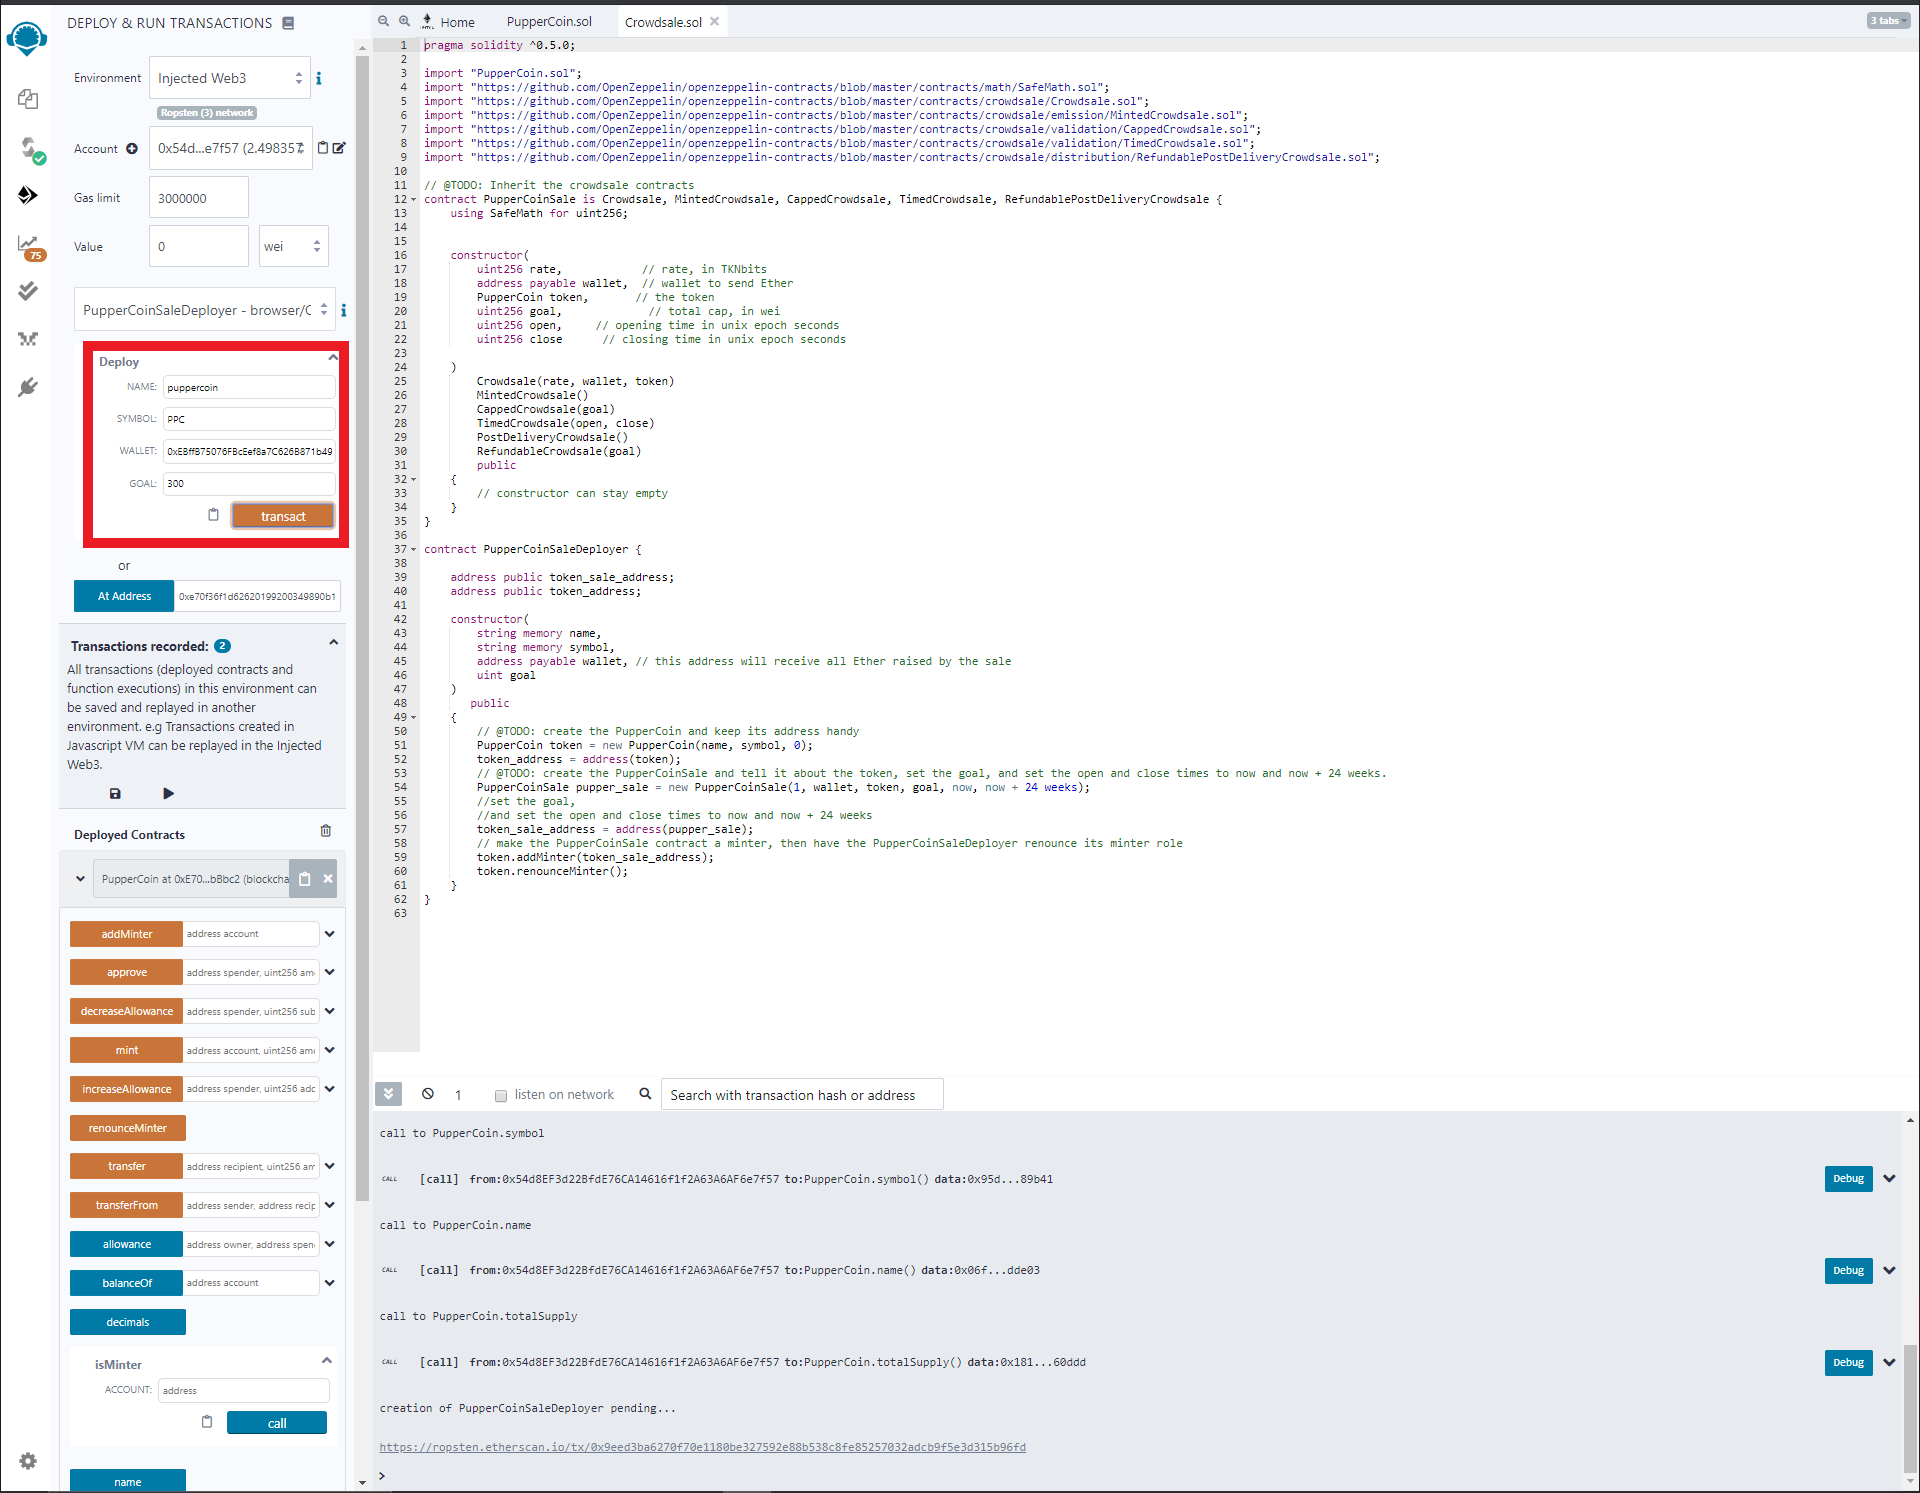 DEPLOY & RUN TRANSACTIONS
Environment
Injected Web3
Ropsten (3) network
Account
0x54d...e7f57 (2.498357
Gas limit
3000000
Value
0
wei
75
PupperCoinSaleDeployer - browser/C
Deploy
NAME:
puppercoin
SYMBOL:
PPC
WALLET:
0xEBffB75076FBcEef8a7C626B871b49
GOAL:
300
transact
or
At Address
0xe70f36f1d62620199200349890b1
Transactions recorded: 2
All transactions (deployed contracts and
function executions) in this environment can
be saved and replayed in another
environment. e.g Transactions created in
Javascript VM can be replayed in the Injected
Web3.
Deployed Contracts
PupperCoin at 0xE70...bBbc2 (blockcha
addMinter
address account
approve
address spender, uint256 am
decreaseAllowance
address spender, uint256 sub
mint
address account, uint256 am
increaseAllowance
address spender, uint256 adc
renounceMinter
transfer
address recipient, uint256 am
transferFrom
address sender, address recip
allowance
address owner, address spen
balanceOf
address account
decimals
isMinter
ACCOUNT:
address
call
name
Home
PupperCoin.sol
Crowdsale.sol
3 tabs
1 pragma solidity ^0.5.0;
2
3 import "PupperCoin.sol";
4 import "https://github.com/OpenZeppelin/openzeppelin-contracts/blob/master/contracts/math/SafeMath.sol";
5 import "https://github.com/OpenZeppelin/openzeppelin-contracts/blob/master/contracts/crowdsale/Crowdsale.sol";
6 import "https://github.com/OpenZeppelin/openzeppelin-contracts/blob/master/contracts/crowdsale/emission/MintedCrowdsale.sol";
7 import "https://github.com/OpenZeppelin/openzeppelin-contracts/blob/master/contracts/crowdsale/validation/CappedCrowdsale.sol";
8 import "https://github.com/OpenZeppelin/openzeppelin-contracts/blob/master/contracts/crowdsale/validation/TimedCrowdsale.sol";
9 import "https://github.com/OpenZeppelin/openzeppelin-contracts/blob/master/contracts/crowdsale/distribution/RefundablePostDeliveryCrowdsale.sol";
10
11 // @TODO: Inherit the crowdsale contracts
12 contract PupperCoinSale is Crowdsale, MintedCrowdsale, CappedCrowdsale, TimedCrowdsale, RefundablePostDeliveryCrowdsale {
13 using SafeMath for uint256;
14
15
16 constructor(
17 uint256 rate, // rate, in TKNbits
18 address payable wallet, // wallet to send Ether
19 PupperCoin token, // the token
20 uint256 goal, // total cap, in wei
21 uint256 open, // opening time in unix epoch seconds
22 uint256 close // closing time in unix epoch seconds
23
24 )
25 Crowdsale(rate, wallet, token)
26 MintedCrowdsale()
27 CappedCrowdsale(goal)
28 TimedCrowdsale(open, close)
29 PostDeliveryCrowdsale()
30 RefundableCrowdsale(goal)
31 public
32 {
33 // constructor can stay empty
34 }
35 }
36
37 contract PupperCoinSaleDeployer {
38
39 address public token_sale_address;
40 address public token_address;
41
42 constructor(
43 string memory name,
44 string memory symbol,
45 address payable wallet, // this address will receive all Ether raised by the sale
46 uint goal
47 )
48 public
49 {
50 // @TODO: create the PupperCoin and keep its address handy
51 PupperCoin token = new PupperCoin(name, symbol, 0);
52 token_address = address(token);
53 // @TODO: create the PupperCoinSale and tell it about the token, set the goal, and set the open and close times to now and now + 24 weeks.
54 PupperCoinSale pupper_sale = new PupperCoinSale(1, wallet, token, goal, now, now + 24 weeks);
55 //set the goal,
56 //and set the open and close times to now and now + 24 weeks
57 token_sale_address = address(pupper_sale);
58 // make the PupperCoinSale contract a minter, then have the PupperCoinSaleDeployer renounce its minter role
59 token.addMinter(token_sale_address);
60 token.renounceMinter();
61 }
62 }
63
1
listen on network
Search with transaction hash or address
call to PupperCoin.symbol
CALL [call] from:0x54d8EF3d22BfdE76CA14616f1f2A63A6AF6e7f57 to:PupperCoin.symbol() data:0x95d...89b41
Debug
call to PupperCoin.name
CALL [call] from:0x54d8EF3d22BfdE76CA14616f1f2A63A6AF6e7f57 to:PupperCoin.name() data:0x06f...dde03
Debug
call to PupperCoin.totalSupply
CALL [call] from:0x54d8EF3d22BfdE76CA14616f1f2A63A6AF6e7f57 to:PupperCoin.totalSupply() data:0x181...60ddd
Debug
creation of PupperCoinSaleDeployer pending...
https://ropsten.etherscan.io/tx/0x9eed3ba6270f70e1180be327592e88b538c8fe85257032adcb9f5e3d315b96fd
>